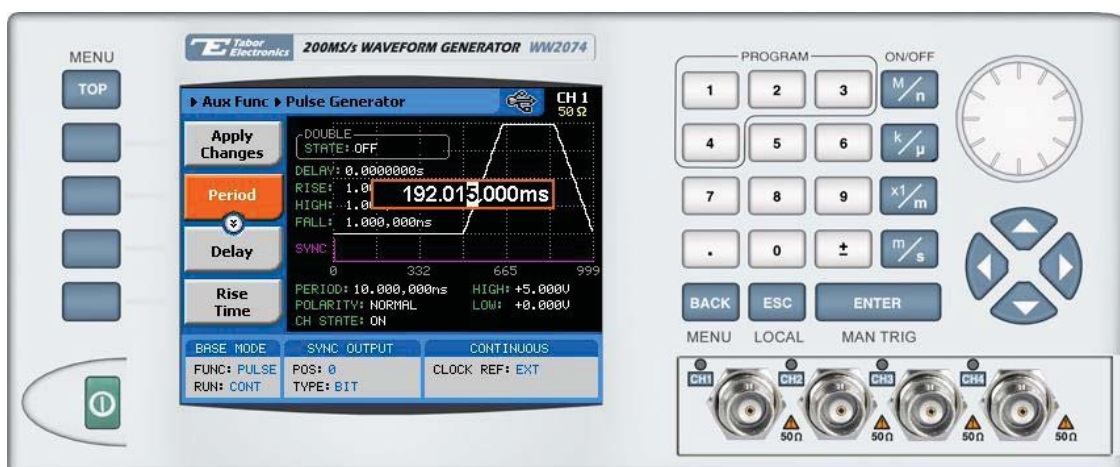 MENU
TOP
Tabor Electronics
200MS/s WAVEFORM GENERATOR WW2074
Aux Func Pulse Generator
CH 1
50 Ω
Apply
Changes
Period
Delay
Rise
Time
DOUBLE
STATE: OFF
DELAY: 0.0000000s
RISE: 1.0
HIGH: 1.0
192.015,000ms
FALL: 1.000,000ms
SYNC
0 332 665 999
PERIOD: 10.000,000ms HIGH: +5.000V
POLARITY: NORMAL LOW: +0.000V
CH STATE: ON
BASE MODE SYNC OUTPUT CONTINUOUS
FUNC: PULSE POS: 0 CLOCK REF: EXT
RUN: CONT TYPE: BIT
PROGRAM ON/OFF
1 2 3 M/n
4 5 6 k/µ
7 8 9 x1/m
. 0 ± m/s
BACK ESC ENTER
MENU LOCAL MAN TRIG
CH1 CH2 CH3 CH4
50Ω 50Ω 50Ω 50Ω